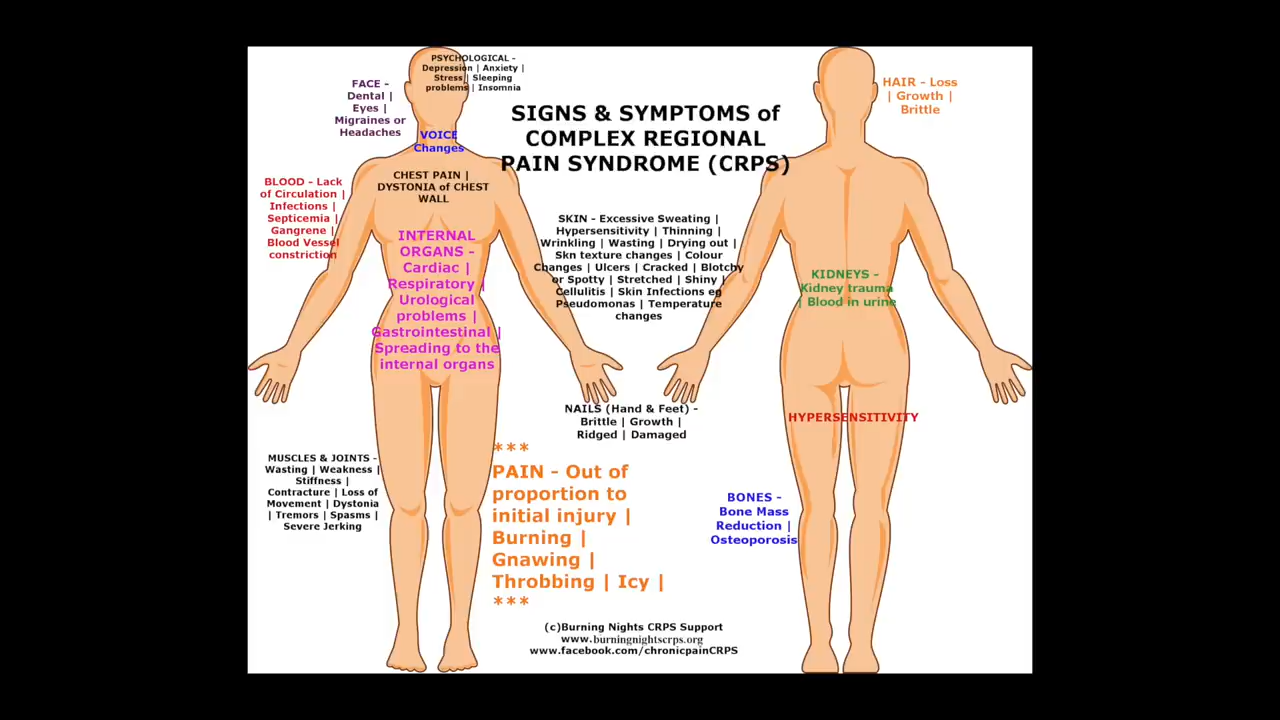 PSYCHOLOGICAL -
Depression | Anxiety |
Stress | Sleeping
problems | Insomnia
FACE -
Dental |
Eyes |
Migraines or
Headaches
VOICE
Changes
SIGNS & SYMPTOMS of
COMPLEX REGIONAL
PAIN SYNDROME (CRPS)
HAIR - Loss
| Growth |
Brittle
BLOOD - Lack
of Circulation |
Infections |
Septicemia |
Gangrene |
Blood Vessel
constriction
CHEST PAIN |
DYSTONIA of CHEST
WALL
INTERNAL
ORGANS -
Cardiac |
Respiratory |
Urological
problems |
Gastrointestinal |
Spreading to the
internal organs
SKIN - Excessive Sweating |
Hypersensitivity | Thinning |
Wrinkling | Wasting | Drying out |
Skn texture changes | Colour
Changes | Ulcers | Cracked | Blotchy
or Spotty | Stretched | Shiny |
Cellulitis | Skin Infections eg
Pseudomonas | Temperature
changes
KIDNEYS -
Kidney trauma
| Blood in urine
NAILS (Hand & Feet) -
Brittle | Growth |
Ridged | Damaged
HYPERSENSITIVITY
MUSCLES & JOINTS -
Wasting | Weakness |
Stiffness |
Contracture | Loss of
Movement | Dystonia
| Tremors | Spasms |
Severe Jerking
***
PAIN - Out of
proportion to
initial injury |
Burning |
Gnawing |
Throbbing | Icy |
***
BONES -
Bone Mass
Reduction |
Osteoporosis
(c)Burning Nights CRPS Support
www.burningnightscrps.org
www.facebook.com/chronicpainCRPS